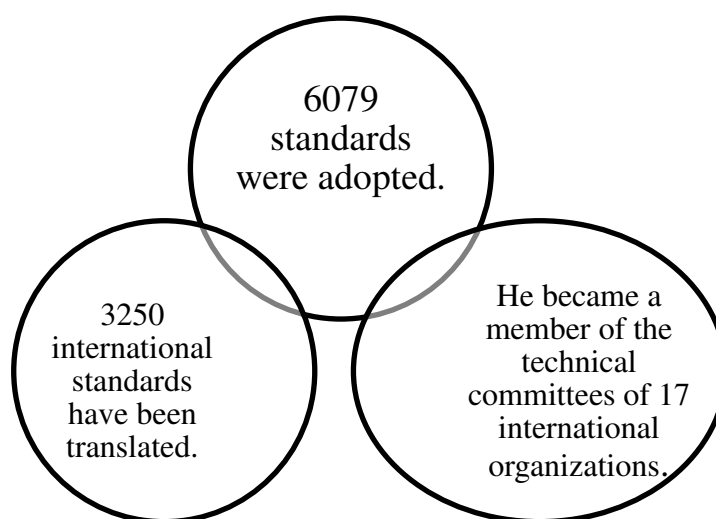 6079
standards
were adopted.
3250
international
standards
have been
translated.
He became a
member of the
technical
committees of 17
international
organizations.